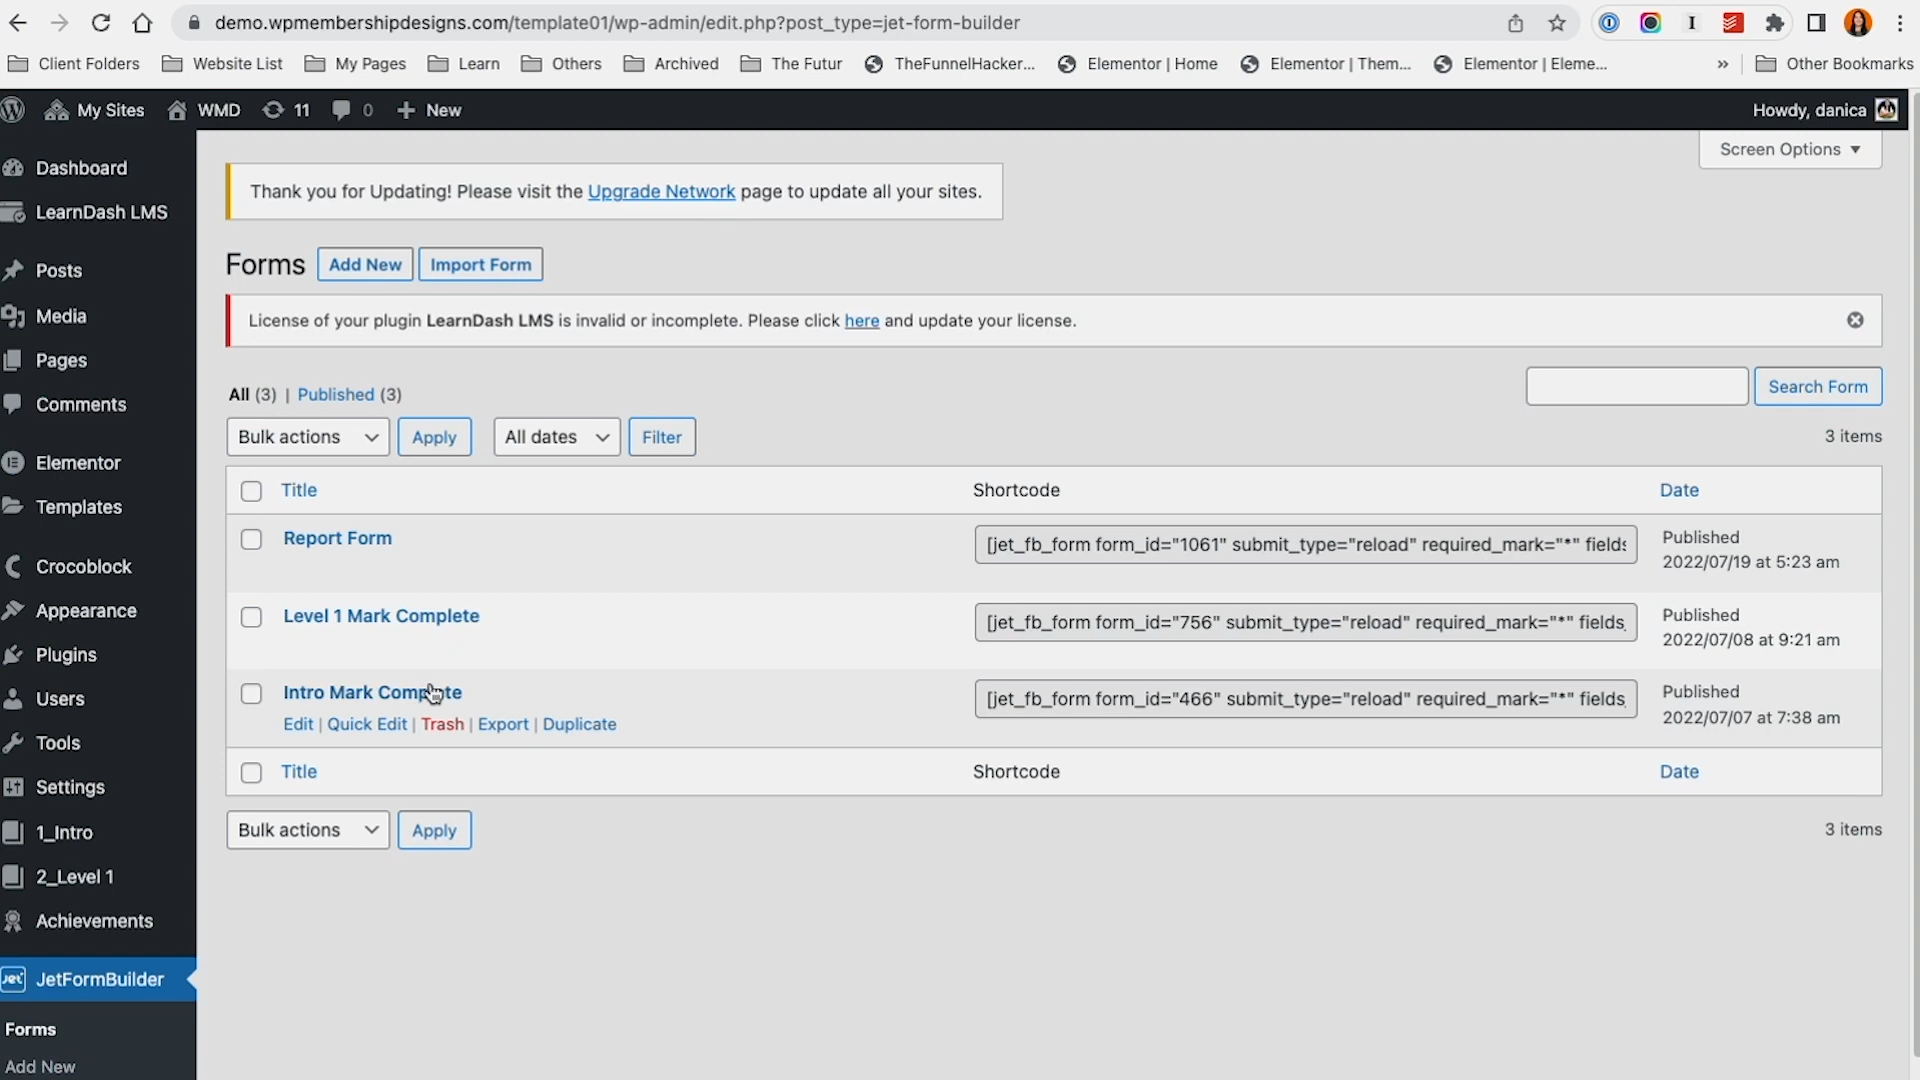 demo.wpmembershipdesigns.com/template01/wp-admin/edit.php?post_type=jet-form-builder
Client Folders Website List My Pages Learn Others Archived The Futur TheFunnelHacker... Elementor | Home Elementor | Them... Elementor | Eleme... » Other Bookmarks
My Sites WMD 11 0 + New Howdy, danica
Screen Options
Dashboard
LearnDash LMS
Posts
Media
Pages
Comments
Elementor
Templates
Crocoblock
Appearance
Plugins
Users
Tools
Settings
1_Intro
2_Level 1
Achievements
JetFormBuilder
Forms
Add New
Thank you for Updating! Please visit the Upgrade Network page to update all your sites.
Forms Add New Import Form
License of your plugin LearnDash LMS is invalid or incomplete. Please click here and update your license.
All (3) | Published (3)
Search Form
Bulk actions Apply All dates Filter 3 items
Title Shortcode Date
Report Form [jet_fb_form form_id="1061" submit_type="reload" required_mark="*" fields Published
2022/07/19 at 5:23 am
Level 1 Mark Complete [jet_fb_form form_id="756" submit_type="reload" required_mark="*" fields_ Published
2022/07/08 at 9:21 am
Intro Mark Complete [jet_fb_form form_id="466" submit_type="reload" required_mark="*" fields_ Published
Edit | Quick Edit | Trash | Export | Duplicate 2022/07/07 at 7:38 am
Title Shortcode Date
Bulk actions Apply 3 items